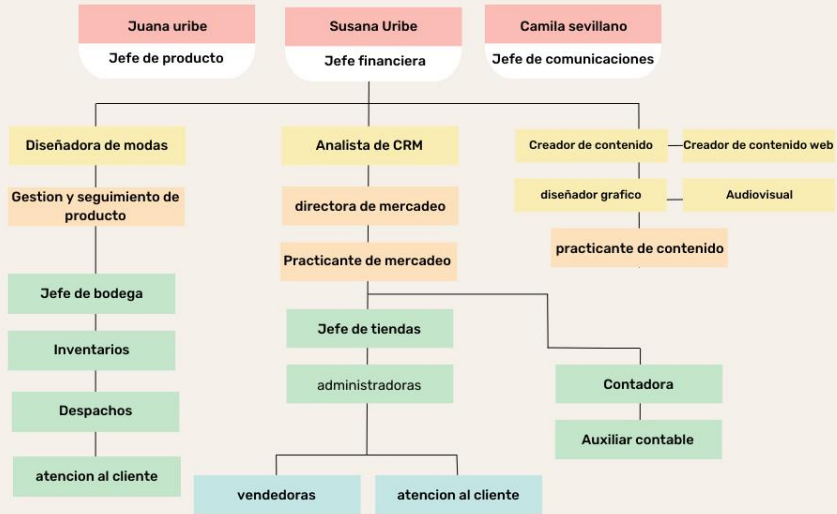 Juana uribe
Jefe de producto
Susana Uribe
Jefe financiera
Camila sevillano
Jefe de comunicaciones
Diseñadora de modas
Analista de CRM
Creador de contenido
Creador de contenido web
Gestion y seguimiento de
producto
directora de mercadeo
diseñador grafico
Audiovisual
Practicante de mercadeo
practicante de contenido
Jefe de bodega
Jefe de tiendas
Inventarios
administradoras
Contadora
Despachos
Auxiliar contable
atencion al cliente
vendedoras
atencion al cliente